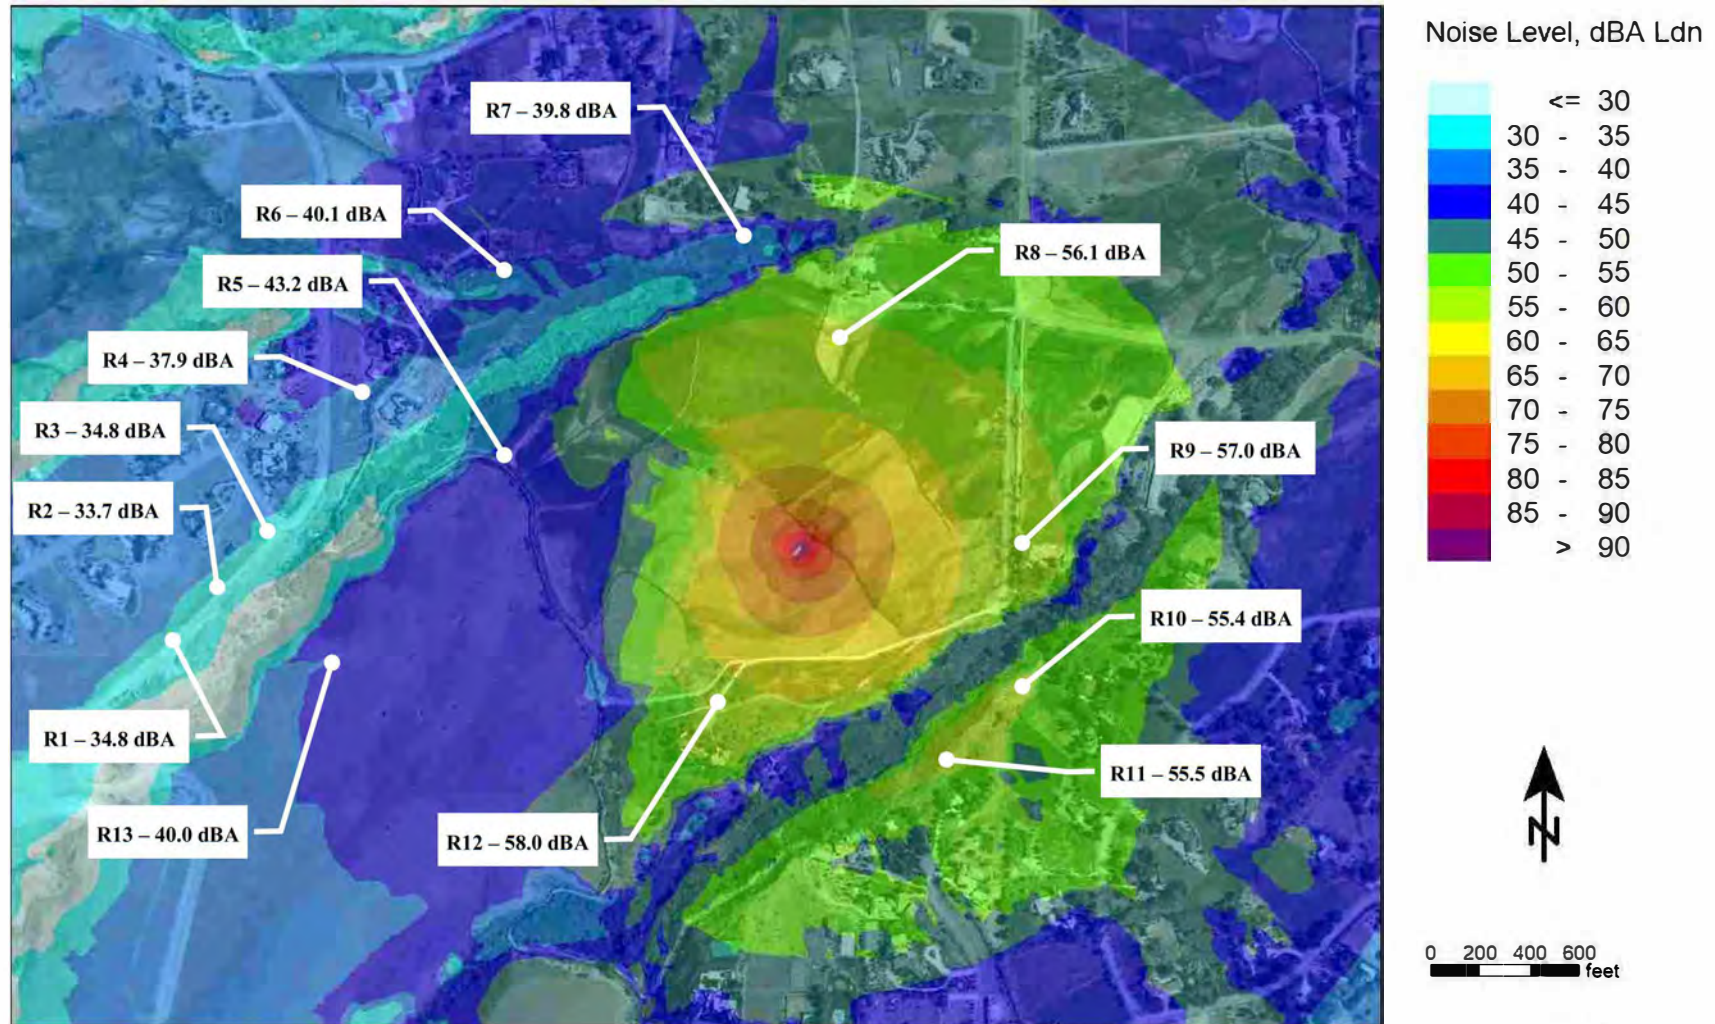 Noise Level, dBA Ldn
<= 30
30 - 35
35 - 40
40 - 45
45 - 50
50 - 55
55 - 60
60 - 65
65 - 70
70 - 75
75 - 80
80 - 85
85 - 90
> 90
R7 – 39.8 dBA
R6 – 40.1 dBA
R8 – 56.1 dBA
R5 – 43.2 dBA
R4 – 37.9 dBA
R3 – 34.8 dBA
R9 – 57.0 dBA
R2 – 33.7 dBA
R10 – 55.4 dBA
R1 – 34.8 dBA
R11 – 55.5 dBA
R13 – 40.0 dBA
R12 – 58.0 dBA
N
0 200 400 600
feet